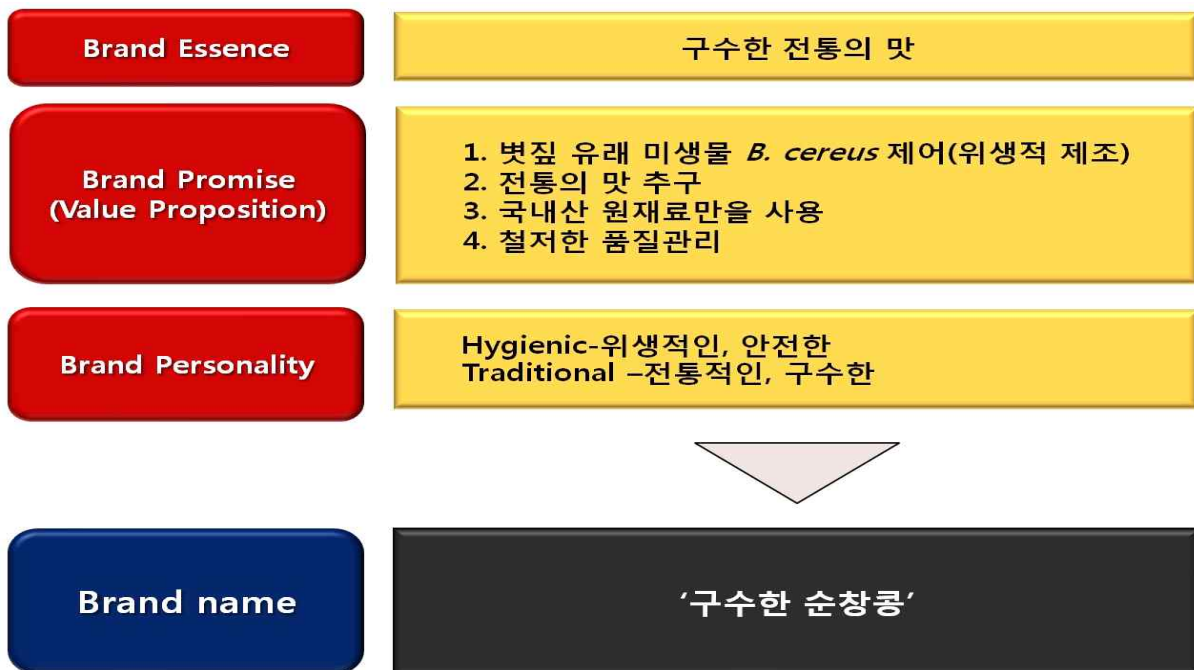 Brand Essence
구수한 전통의 맛
Brand Promise
(Value Proposition)
1. 볏짚 유래 미생물 B. cereus 제어(위생적 제조)
2. 전통의 맛 추구
3. 국내산 원재료만을 사용
4. 철저한 품질관리
Brand Personality
Hygienic-위생적인, 안전한
Traditional –전통적인, 구수한
Brand name
‘구수한 순창콩’